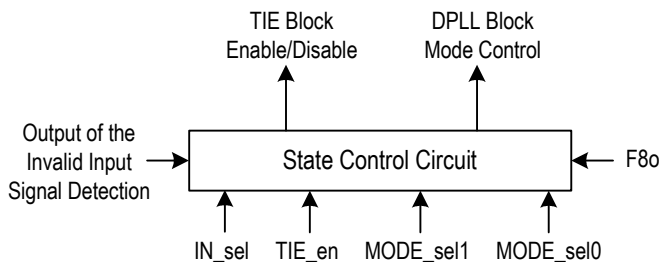 TIE Block
Enable/Disable
DPLL Block
Mode Control
Output of the
Invalid Input
Signal Detection
State Control Circuit
F8o
IN_sel
TIE_en
MODE_sel1
MODE_sel0